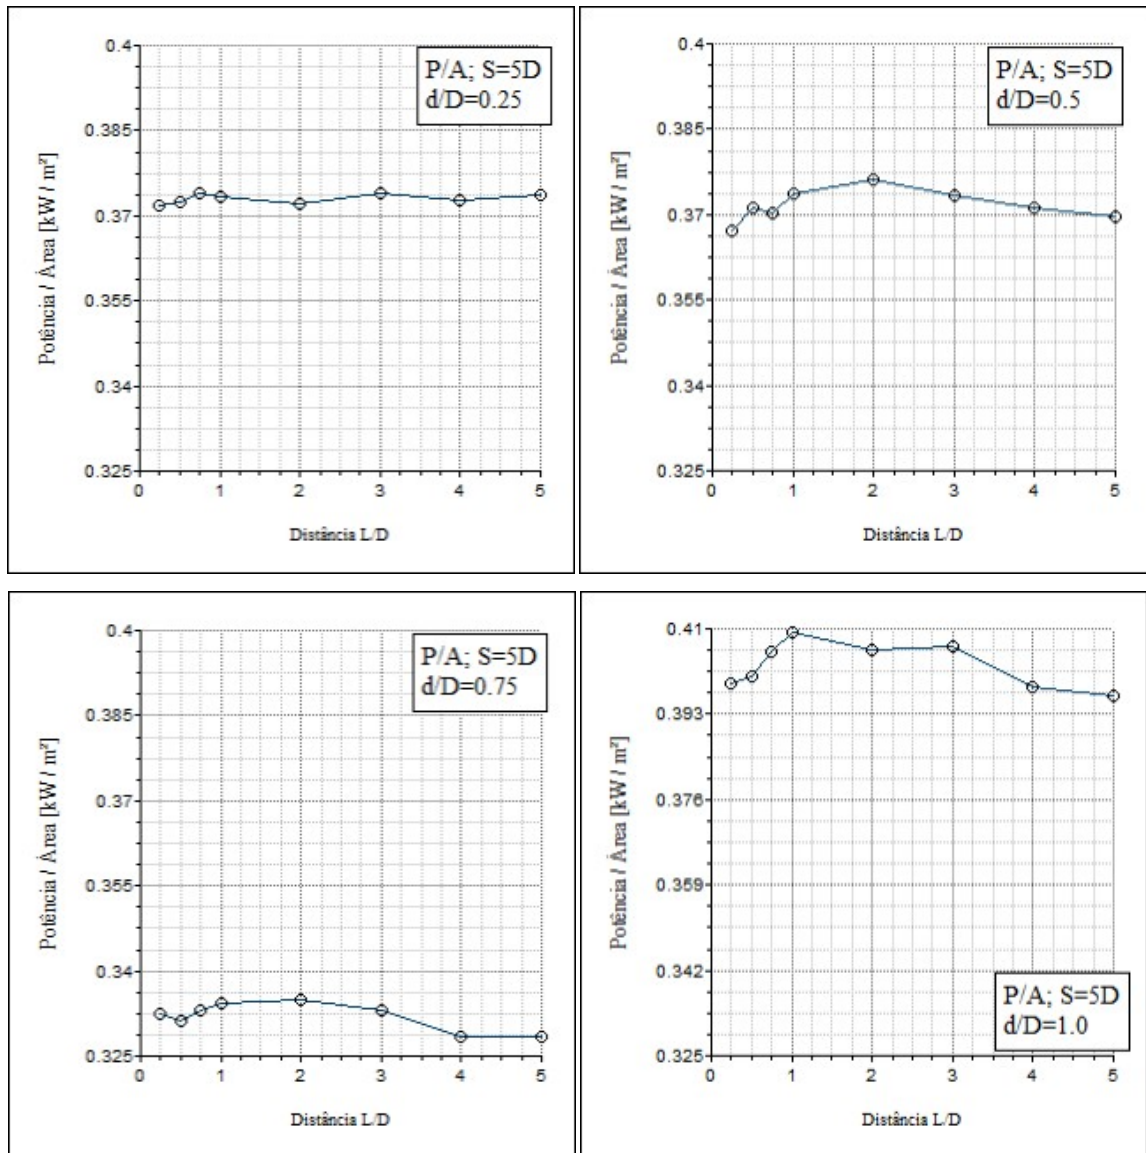 0.4
P/A; S=5D
d/D=0.25
0.385
0.37
0.355
0.34
0.325
0 1 2 3 4 5
Potência / Área [kW / m²]
Distância L/D
0.4
P/A; S=5D
d/D=0.5
0.385
0.37
0.355
0.34
0.325
0 1 2 3 4 5
Potência / Área [kW / m²]
Distância L/D
0.4
P/A; S=5D
d/D=0.75
0.385
0.37
0.355
0.34
0.325
0 1 2 3 4 5
Potência / Área [kW / m²]
Distância L/D
0.41
0.393
0.376
0.359
0.342
P/A; S=5D
d/D=1.0
0.325
0 1 2 3 4 5
Potência / Área [kW / m²]
Distância L/D